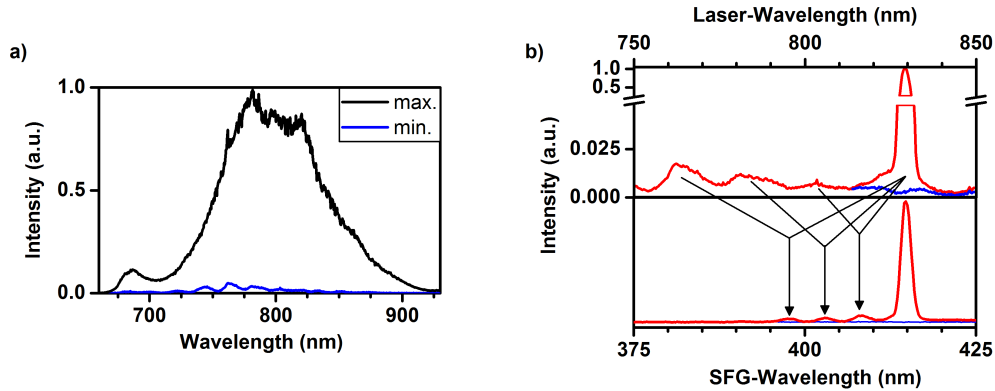 a)
1.0
0.5
0.0
Intensity (a.u.)
max.
min.
700
800
900
Wavelength (nm)
b)
Laser-Wavelength (nm)
750
800
850
1.0
0.5
0.025
0.000
Intensity (a.u.)
375
400
425
SFG-Wavelength (nm)